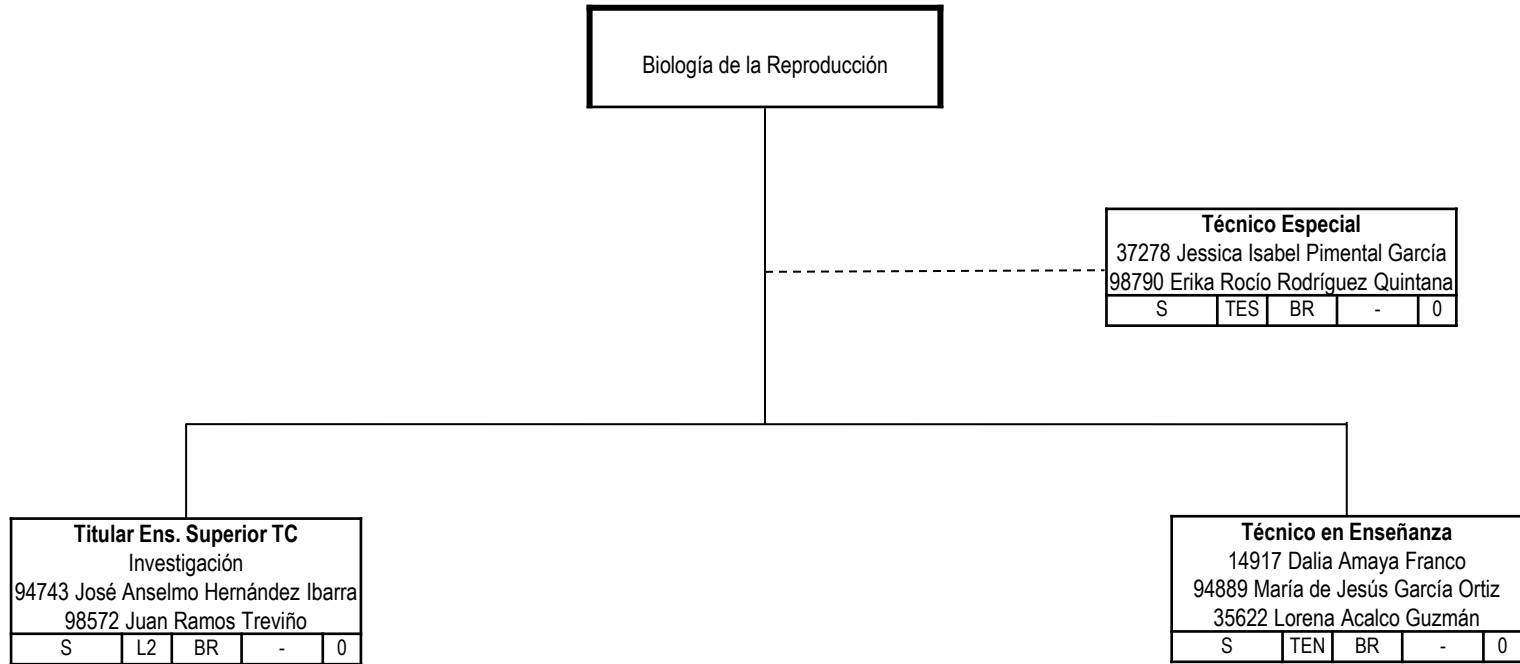 Biología de la Reproducción
Técnico Especial
37278 Jessica Isabel Pimental García
98790 Erika Rocío Rodríguez Quintana
S TES BR - 0
Titular Ens. Superior TC
Investigación
94743 José Anselmo Hernández Ibarra
98572 Juan Ramos Treviño
S L2 BR - 0
Técnico en Enseñanza
14917 Dalia Amaya Franco
94889 María de Jesús García Ortiz
35622 Lorena Acalco Guzmán
S TEN BR - 0